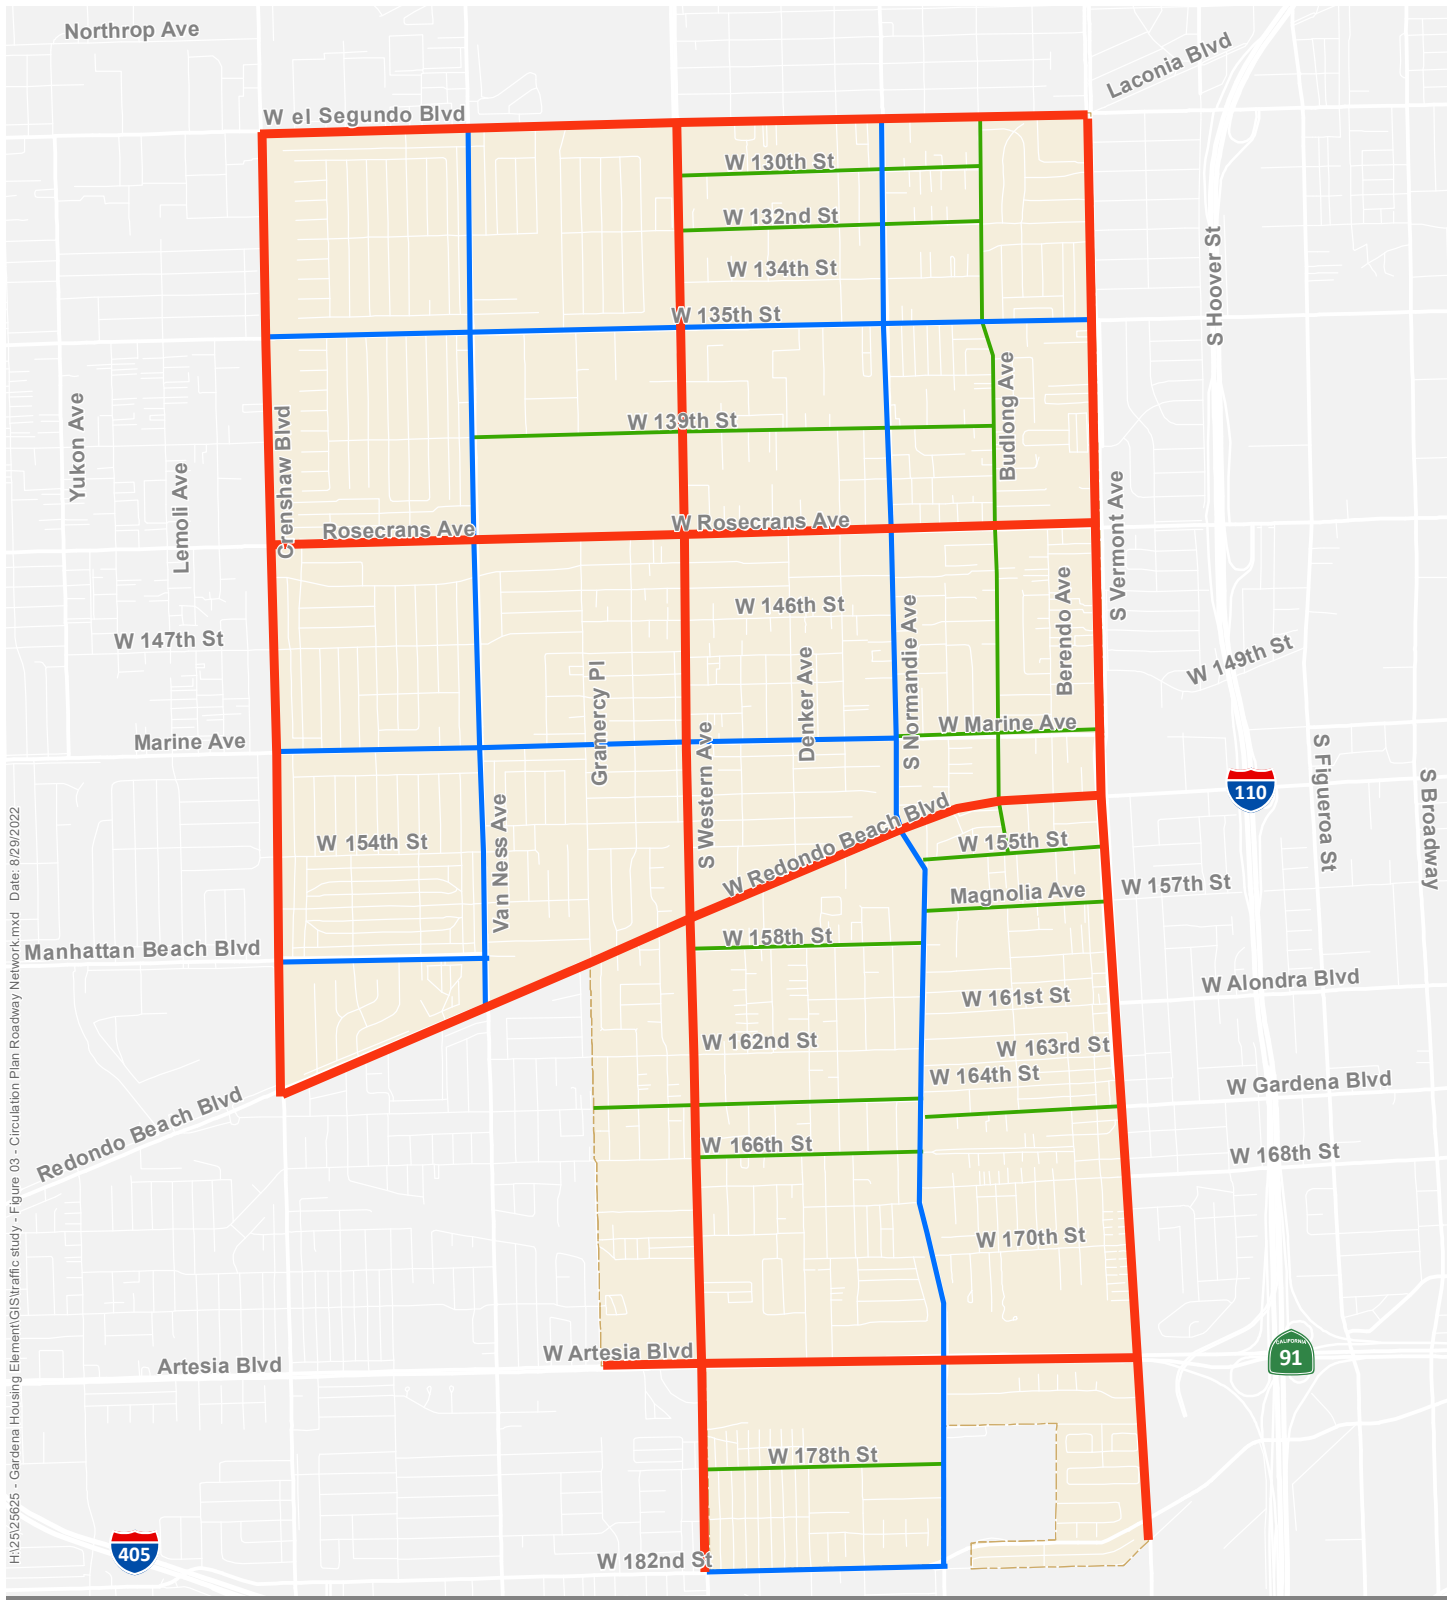 Northrop Ave
Laconia Blvd
W el Segundo Blvd
W 130th St
W 132nd St
W 134th St
S Hoover St
W 135th St
Budlong Ave
Yukon Ave
Crenshaw Blvd
W 139th St
Lemoli Ave
S Vermont Ave
Rosecrans Ave
W Rosecrans Ave
W 146th St
S Normandie Ave
Berendo Ave
W 147th St
W 149th St
Gramercy Pl
Denker Ave
W Marine Ave
Marine Ave
S Western Ave
S Figueroa St
S Broadway
110
Van Ness Ave
W 154th St
W Redondo Beach Blvd
W 155th St
W 157th St
Magnolia Ave
Manhattan Beach Blvd
W 158th St
W Alondra Blvd
W 161st St
W 162nd St
W 163rd St
W 164th St
W Gardena Blvd
Redondo Beach Blvd
W 166th St
W 168th St
W 170th St
W Artesia Blvd
Artesia Blvd
CALIFORNIA
91
W 178th St
405
W 182nd St
H:\25\25625 - Gardena Housing Element\GIS\traffic study - Figure 03 - Circulation Plan Roadway Network.mxd   Date: 8/29/2022